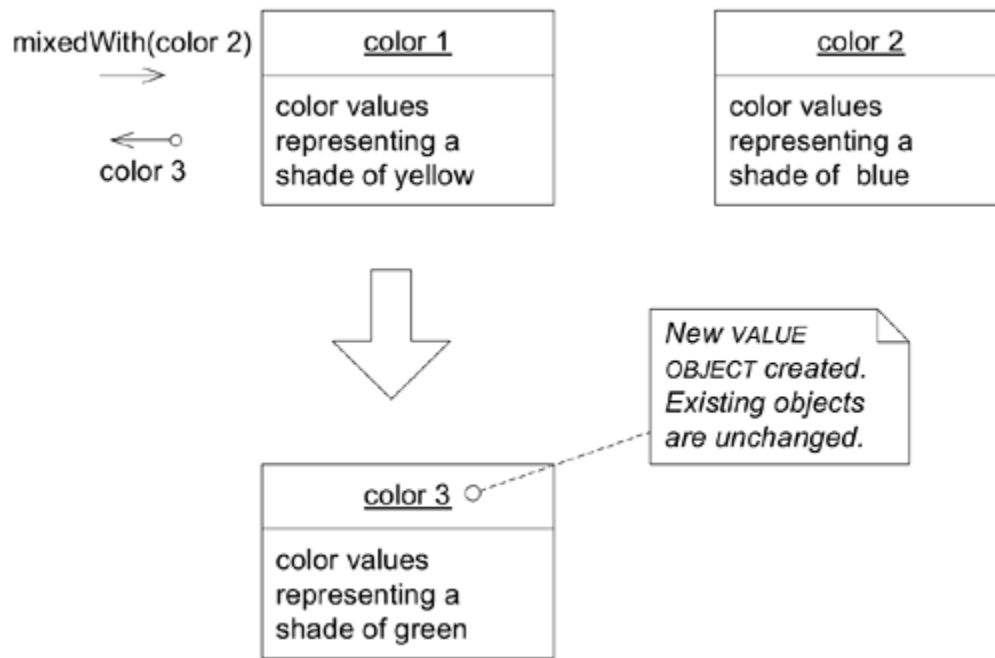 mixedWith(color 2)
color 3
color 1
color values
representing a
shade of yellow
color 2
color values
representing a
shade of blue
New VALUE
OBJECT created.
Existing objects
are unchanged.
color 3
color values
representing a
shade of green